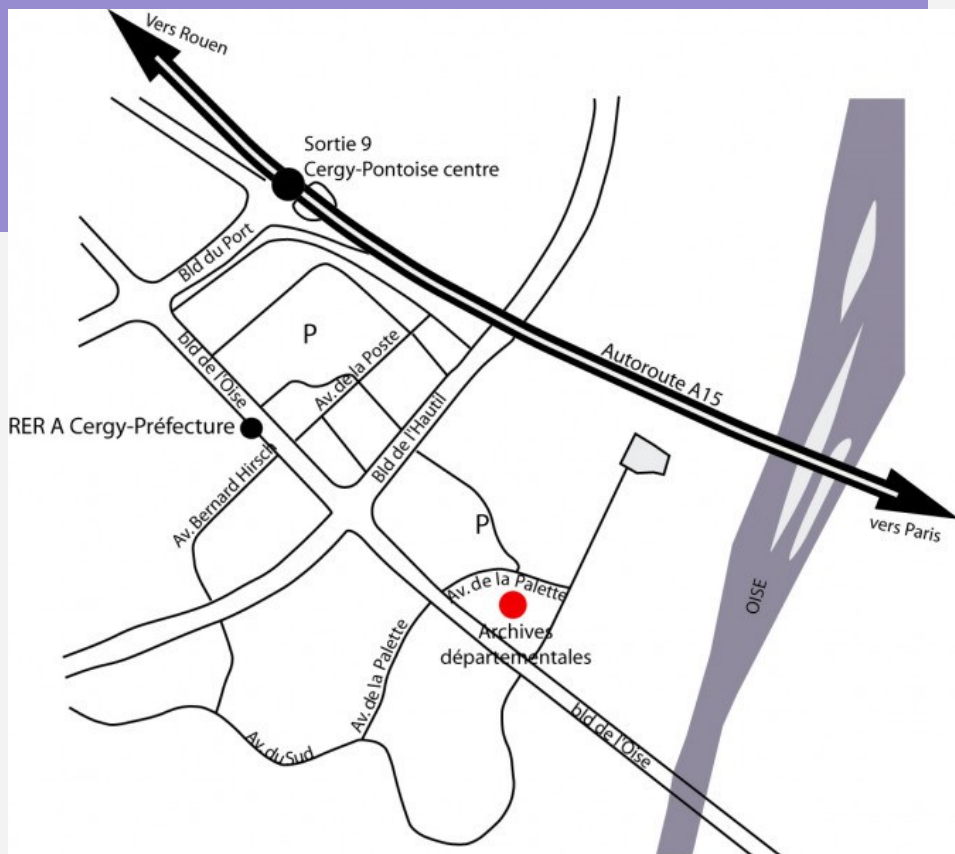 Vers Rouen
Sortie 9
Cergy-Pontoise centre
Bld du Port
P
bld de l'Oise
Av. de la Poste
Autoroute A15
RER A Cergy-Préfecture
Bld de l'Hautil
Av. Bernard Hirsch
P
vers Paris
Av. de la Palette
OISE
Archives
départementales
Av. de la Palette
bld de l'Oise
Av. du Sud